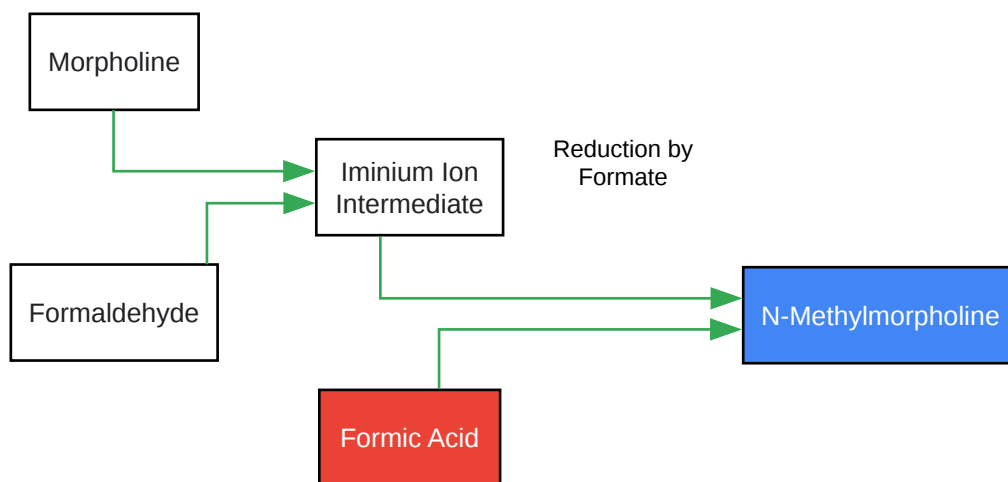 Morpholine
Iminium Ion
Intermediate
Reduction by
Formate
Formaldehyde
N-Methylmorpholine
Formic Acid